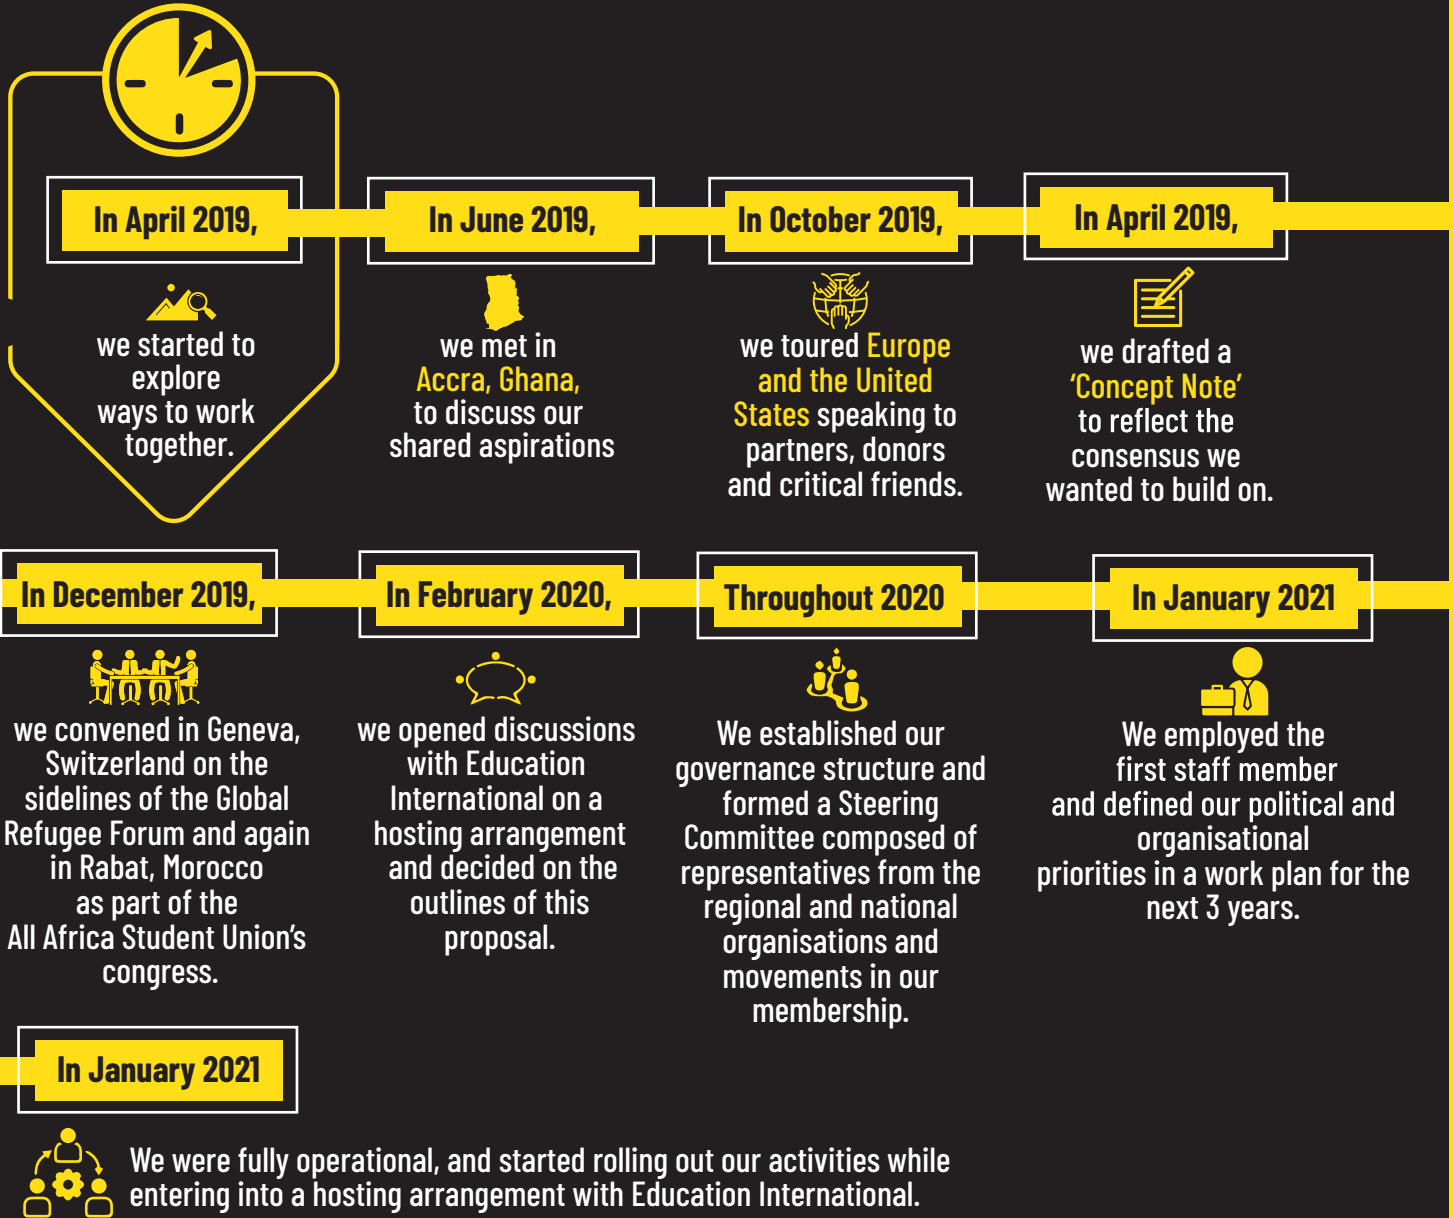 In April 2019,
we started to
explore
ways to work
together.
In June 2019,
we met in
Accra, Ghana,
to discuss our
shared aspirations
In October 2019,
we toured Europe
and the United
States speaking to
partners, donors
and critical friends.
In April 2019,
we drafted a
‘Concept Note’
to reflect the
consensus we
wanted to build on.
In December 2019,
we convened in Geneva,
Switzerland on the
sidelines of the Global
Refugee Forum and again
in Rabat, Morocco
as part of the
All Africa Student Union’s
congress.
In February 2020,
we opened discussions
with Education
International on a
hosting arrangement
and decided on the
outlines of this
proposal.
Throughout 2020
We established our
governance structure and
formed a Steering
Committee composed of
representatives from the
regional and national
organisations and
movements in our
membership.
In January 2021
We employed the
first staff member
and defined our political and
organisational
priorities in a work plan for the
next 3 years.
In January 2021
We were fully operational, and started rolling out our activities while
entering into a hosting arrangement with Education International.